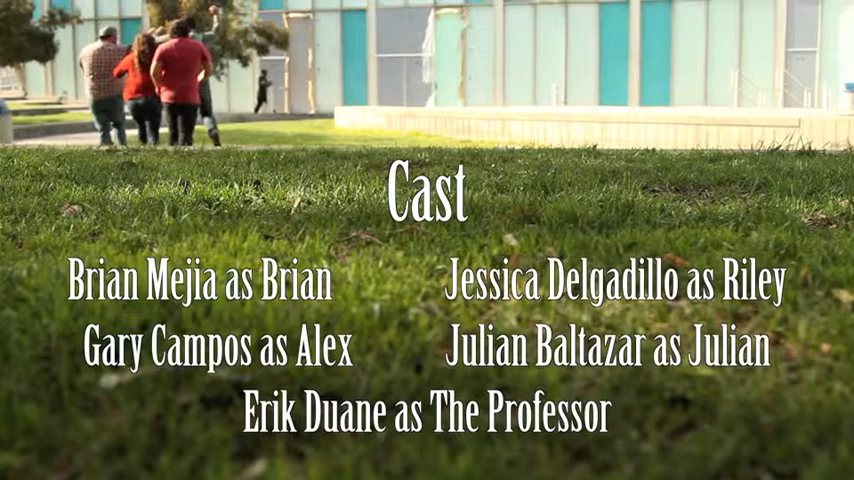 Cast
Brian Mejia as Brian
Jessica Delgadillo as Riley
Gary Campos as Alex
Julian Baltazar as Julian
Erik Duane as The Professor